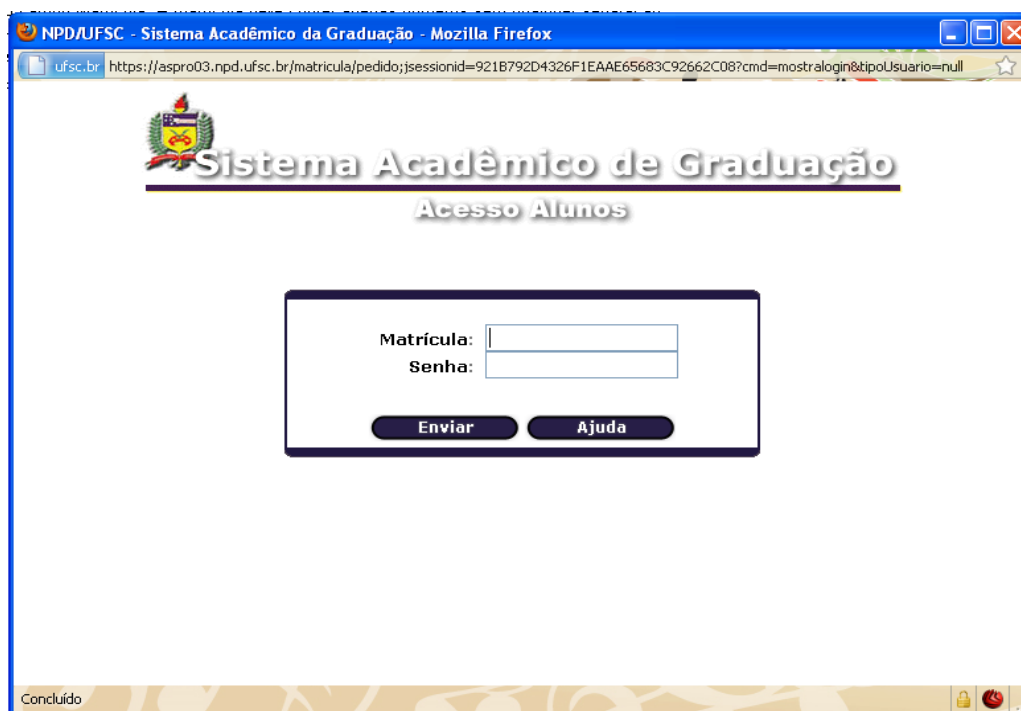 NPD/UFSC - Sistema Acadêmico da Graduação - Mozilla Firefox
ufsc.br https://aspro03.npd.ufsc.br/matricula/pedido;jsessionid=921B792D4326F1EAAE65683C92662C08?cmd=mostralogin&tipoUsuario=null
Sistema Acadêmico de Graduação
Acesso Alunos
Matrícula:
Senha:
Enviar Ajuda
Concluído